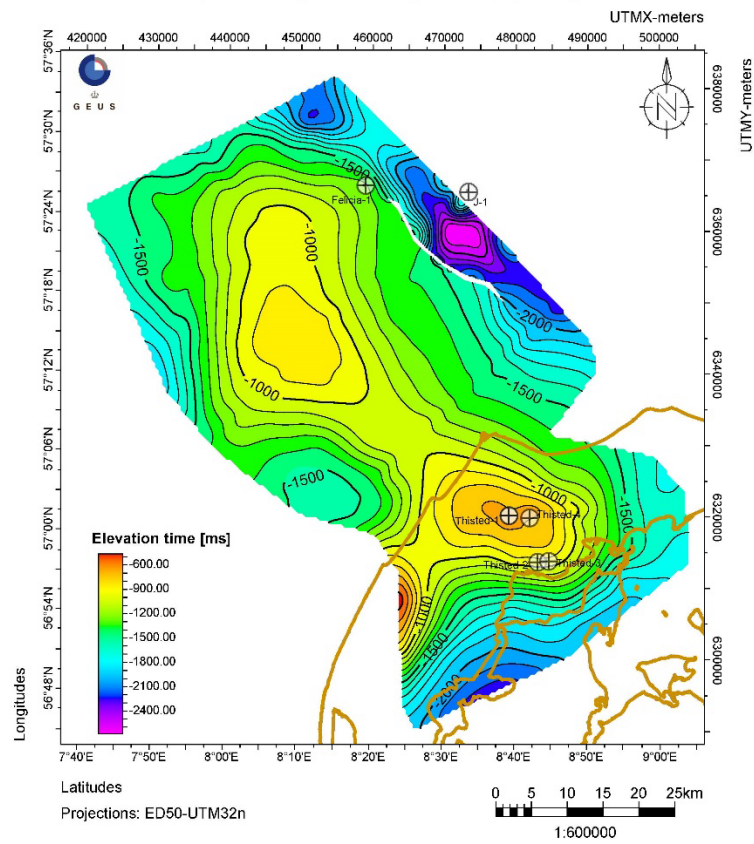 UTMX-meters
420000 430000 440000 450000 460000 470000 480000 490000 500000
57°36'N
57°30'N
57°24'N
57°18'N
57°12'N
57°06'N
57°00'N
56°54'N
56°48'N
Longitudes
GEUS
N
UTMY-meters
6380000
6360000
6340000
6320000
6300000
-1500
Felicia-1
J-1
-1000
-1500
-2000
-1000
-1500
-1500
-1000
Thisted-1
Thisted-4
-1500
Thisted-2
Thisted-3
-1000
-1500
-2000
Elevation time [ms]
-600.00
-900.00
-1200.00
-1500.00
-1800.00
-2100.00
-2400.00
7°40'E 7°50'E 8°00'E 8°10'E 8°20'E 8°30'E 8°40'E 8°50'E 9°00'E
Latitudes
Projections: ED50-UTM32n
0 5 10 15 20 25km
1:600000